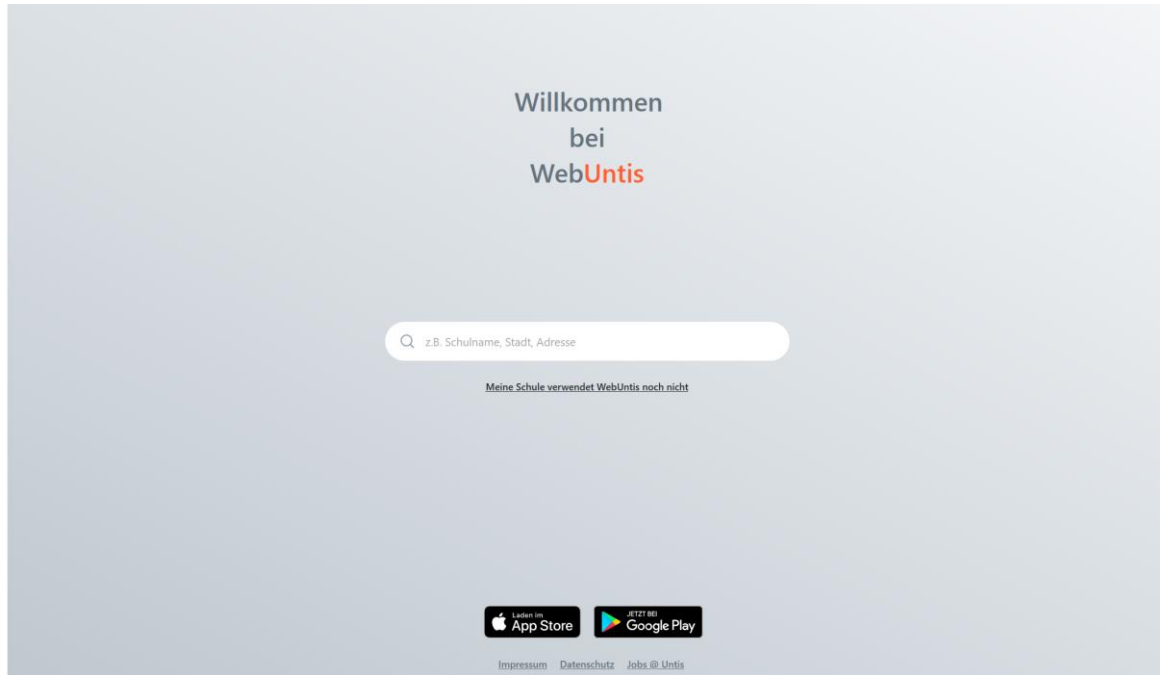 Willkommen
bei
WebUntis
z.B. Schulname, Stadt, Adresse
Meine Schule verwendet WebUntis noch nicht
Laden im
App Store
JETZT BEI
Google Play
Impressum Datenschutz Jobs @ Untis